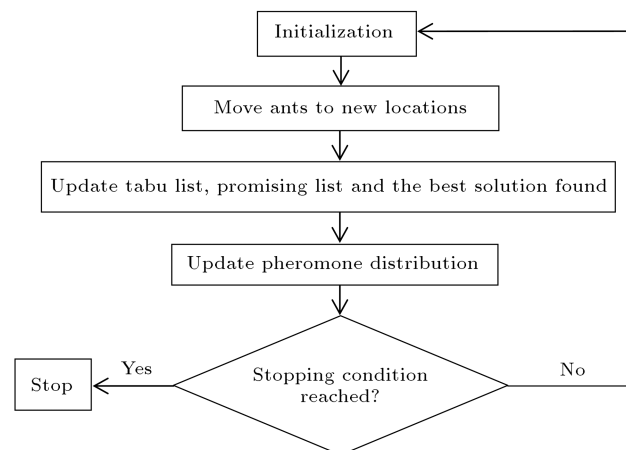 Initialization
Move ants to new locations
Update tabu list, promising list and the best solution found
Update pheromone distribution
Yes
No
Stop
Stopping condition
reached?